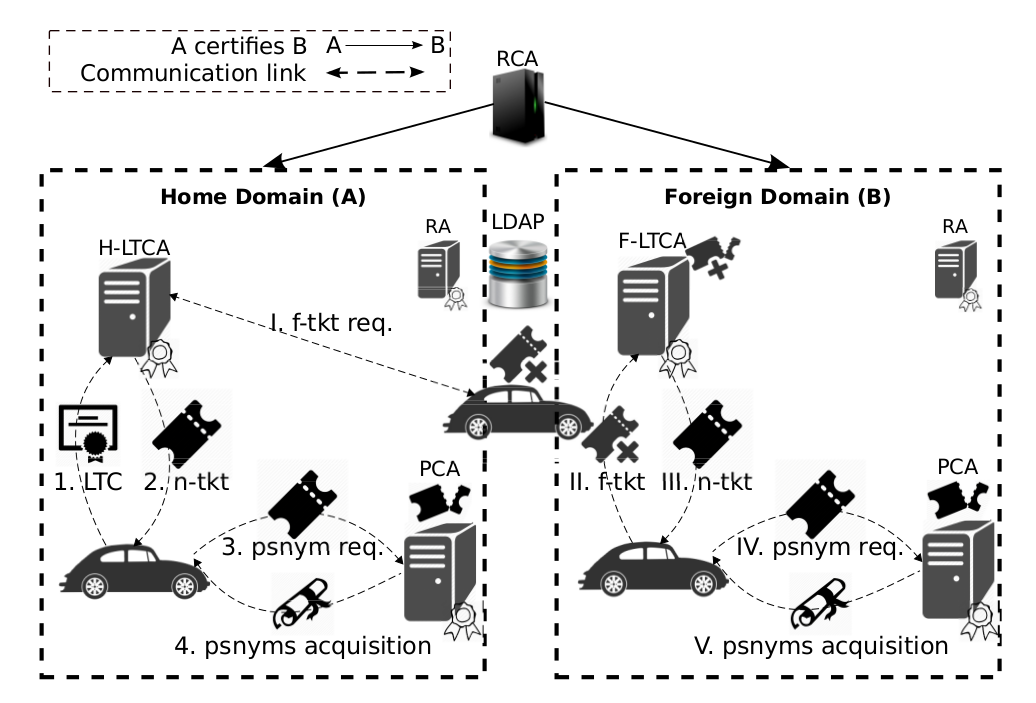 A certifies B A B
Communication link
RCA
Home Domain (A)
Foreign Domain (B)
RA
LDAP
RA
H-LTCA
F-LTCA
I. f-tkt req.
1. LTC
2. n-tkt
PCA
II. f-tkt
III. n-tkt
PCA
3. psnym req.
IV. psnym req.
4. psnyms acquisition
V. psnyms acquisition